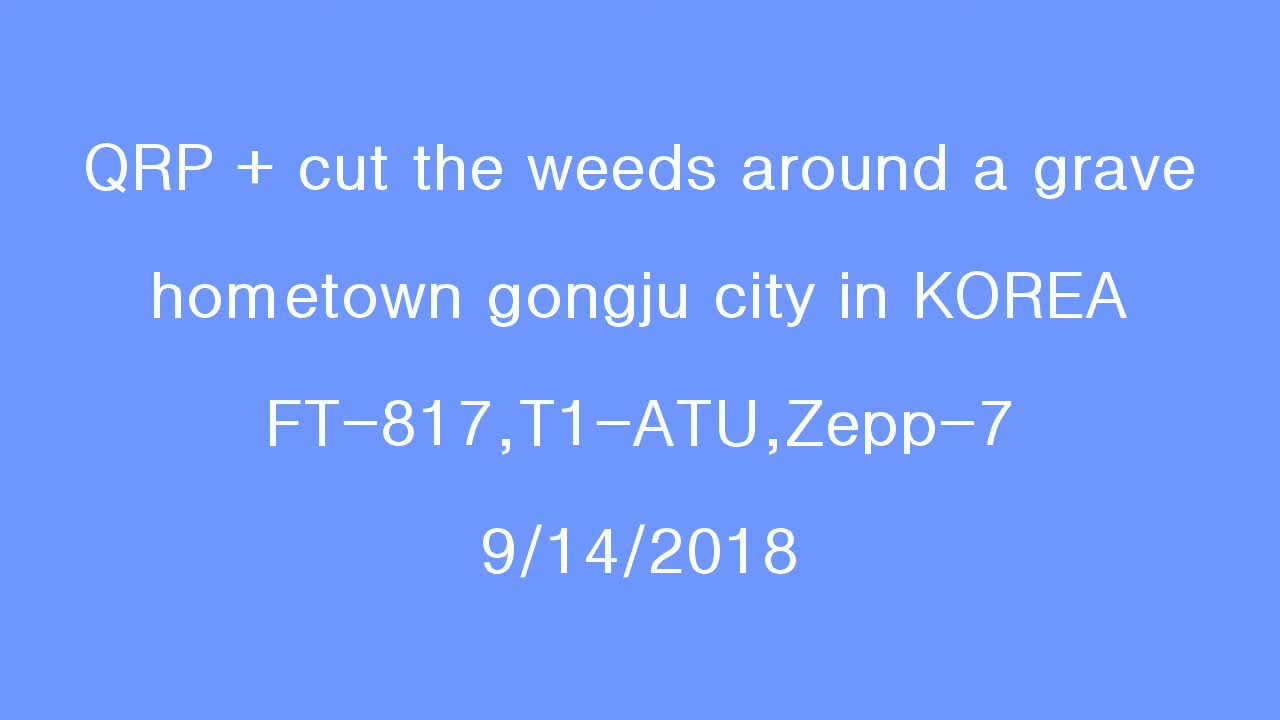 QRP + cut the weeds around a grave
hometown gongju city in KOREA
FT-817,T1-ATU,Zepp-7
9/14/2018